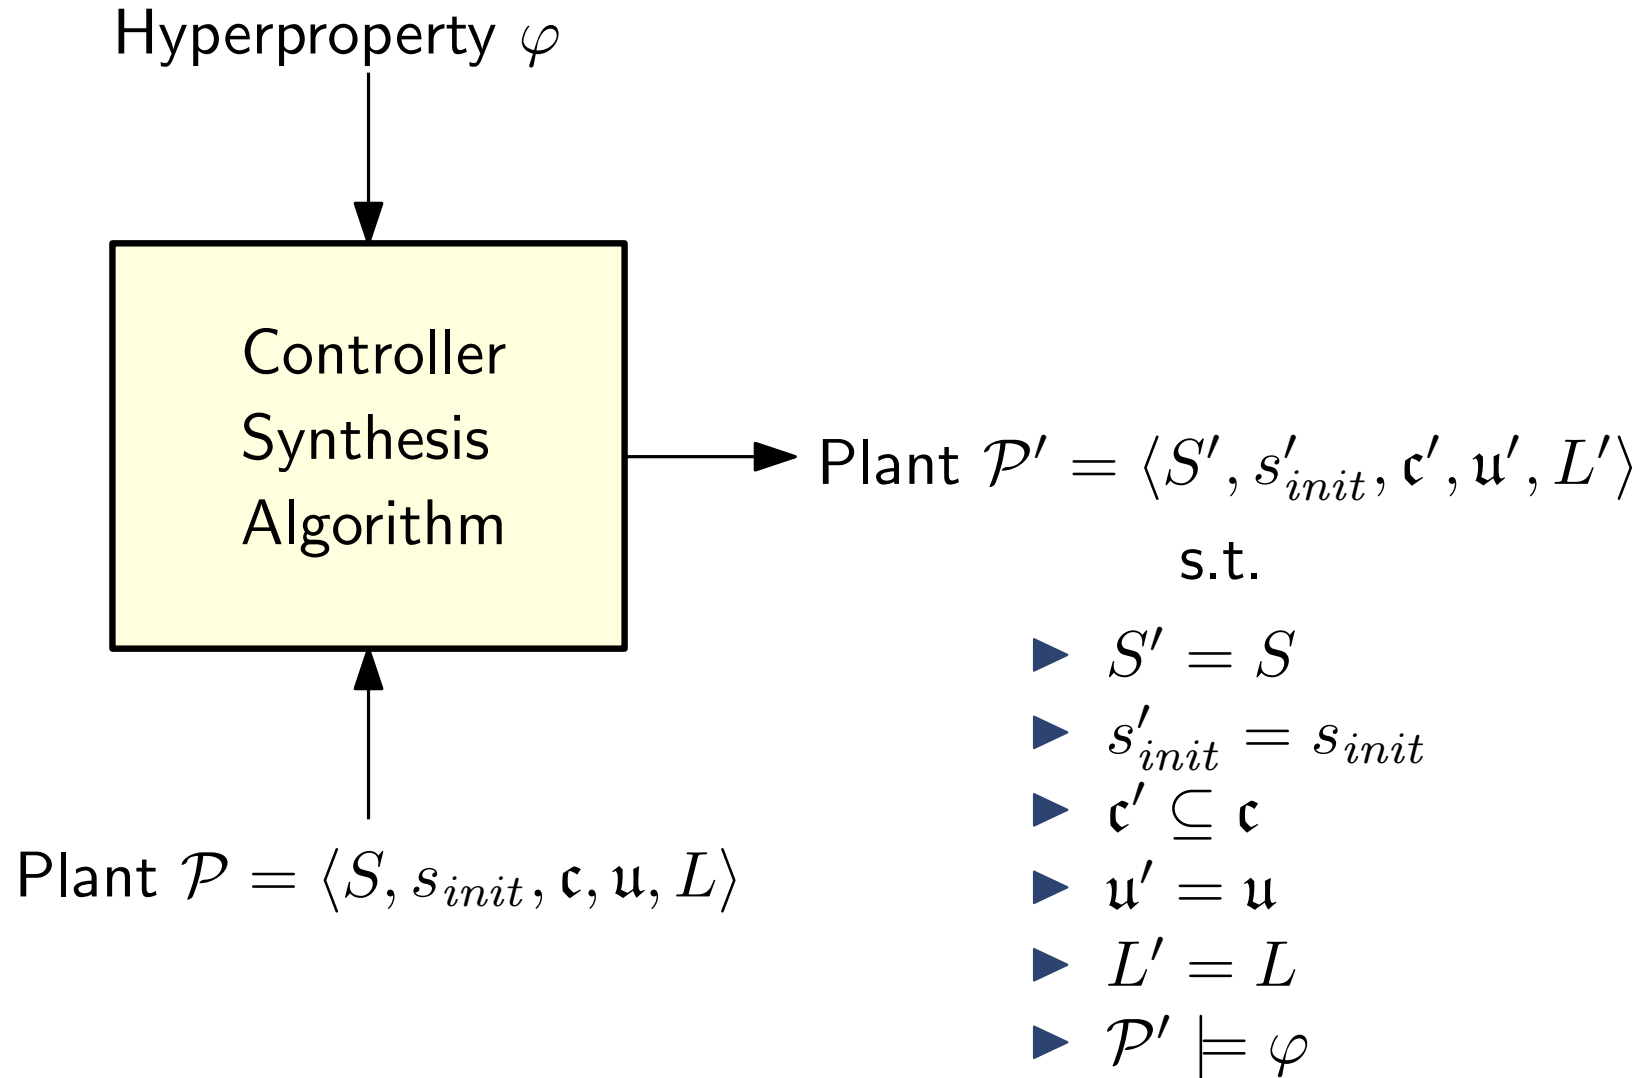 Hyperproperty φ
Controller
Synthesis
Algorithm
Plant 𝒫′ = ⟨S′, s′_init, 𝔠′, 𝔲′, L′⟩
s.t.
▶ S′ = S
▶ s′_init = s_init
▶ 𝔠′ ⊆ 𝔠
▶ 𝔲′ = 𝔲
▶ L′ = L
▶ 𝒫′ ⊨ φ
Plant 𝒫 = ⟨S, s_init, 𝔠, 𝔲, L⟩